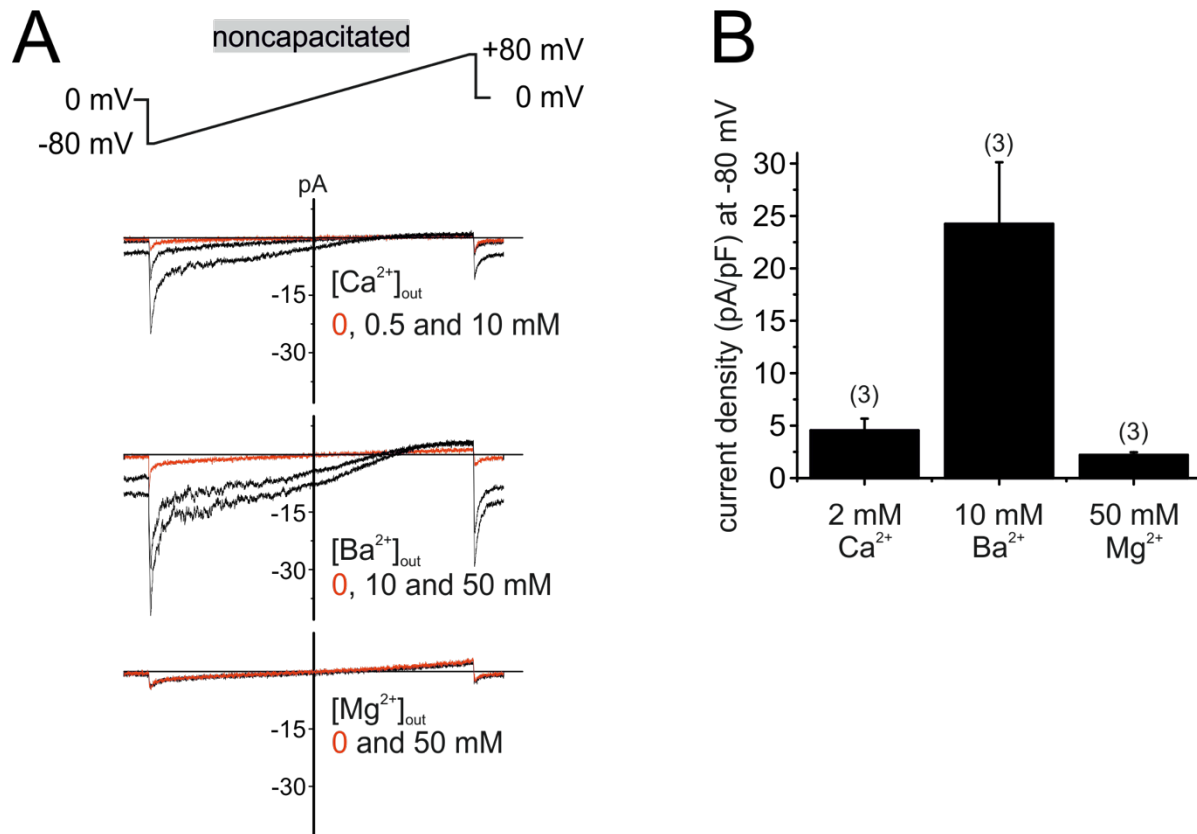 A
noncapacitated
+80 mV
0 mV
0 mV
-80 mV
pA
-15
-30
[Ca²⁺]out
0, 0.5 and 10 mM
-15
-30
[Ba²⁺]out
0, 10 and 50 mM
-15
-30
[Mg²⁺]out
0 and 50 mM
B
current density (pA/pF) at -80 mV
30
25
20
15
10
5
0
(3)
(3)
(3)
2 mM
Ca²⁺
10 mM
Ba²⁺
50 mM
Mg²⁺